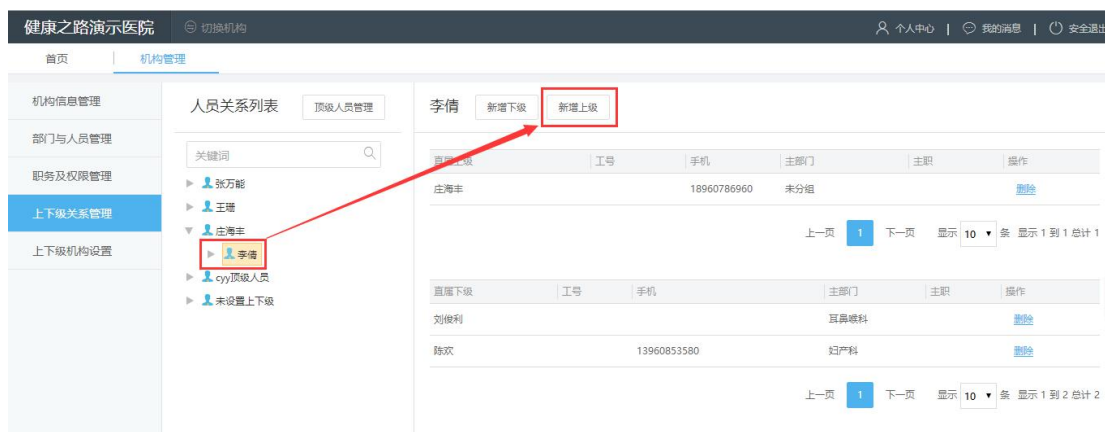 健康之路演示医院 切换机构 个人中心 | 我的消息 | 安全退出
首页 机构管理
机构信息管理
部门与人员管理
职务及权限管理
上下级关系管理
上下级机构设置
人员关系列表 顶级人员管理
关键词
张万能
王珊
庄海丰
李倩
cyy顶级人员
未设置上下级
李倩 新增下级 新增上级
直属上级 工号 手机 主部门 主职 操作
庄海丰 18960786960 未分组 删除
上一页 1 下一页 显示 10 条 显示 1 到 1 总计 1
直属下级 工号 手机 主部门 主职 操作
刘俊利 耳鼻喉科 删除
陈欢 13960853580 妇产科 删除
上一页 1 下一页 显示 10 条 显示 1 到 2 总计 2